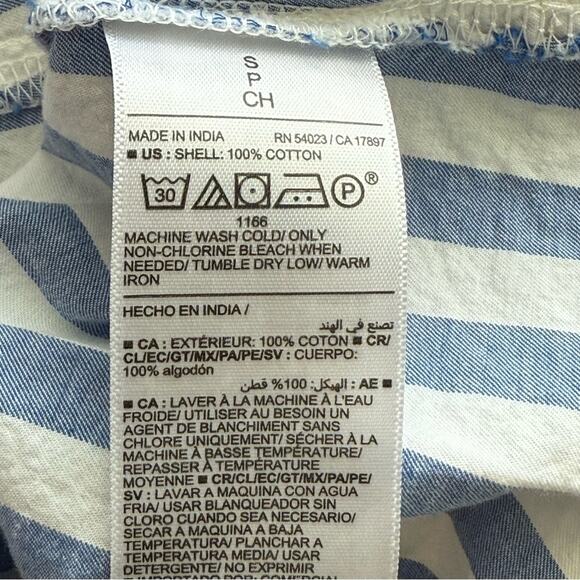 S
P
CH
MADE IN INDIA RN 54023 / CA 17897
■ US : SHELL: 100% COTTON
30 P ®
1166
MACHINE WASH COLD/ ONLY
NON-CHLORINE BLEACH WHEN
NEEDED/ TUMBLE DRY LOW/ WARM
IRON
HECHO EN INDIA /
تصنع في الهند
■ CA : EXTÉRIEUR: 100% COTON ■ CR/
CL/EC/GT/MX/PA/PE/SV : CUERPO:
100% algodón
■ AE : الهيكل: 100% قطن
■ CA : LAVER À LA MACHINE À L'EAU
FROIDE/ UTILISER AU BESOIN UN
AGENT DE BLANCHIMENT SANS
CHLORE UNIQUEMENT/ SÉCHER À LA
MACHINE À BASSE TEMPÉRATURE/
REPASSER À TEMPÉRATURE
MOYENNE ■ CR/CL/EC/GT/MX/PA/PE/
SV : LAVAR A MAQUINA CON AGUA
FRIA/ USAR BLANQUEADOR SIN
CLORO CUANDO SEA NECESARIO/
SECAR A MAQUINA A BAJA
TEMPERATURA/ PLANCHAR A
TEMPERATURA MEDIA/ USAR
DETERGENTE/ NO EXPRIMIR
IMPORTADO POR: COMERCIAL